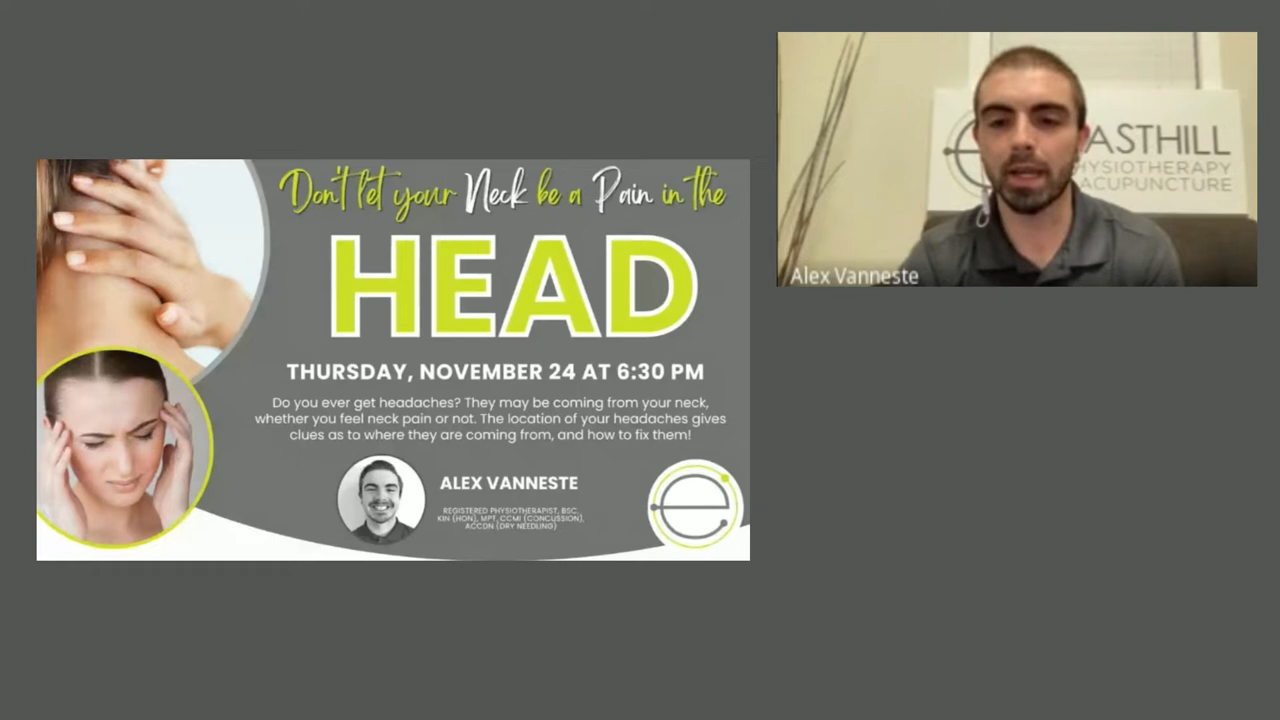 Don't let your Neck be a Pain in the
HEAD
THURSDAY, NOVEMBER 24 AT 6:30 PM
Do you ever get headaches? They may be coming from your neck,
whether you feel neck pain or not. The location of your headaches gives
clues as to where they are coming from, and how to fix them!
ALEX VANNESTE
REGISTERED PHYSIOTHERAPIST, BSC,
KIN (HON), MPT, CCMI (CONCUSSION),
ACCDN (DRY NEEDLING)
ASTHILL
HYSIOTHERAPY
ACUPUNCTURE
Alex Vanneste